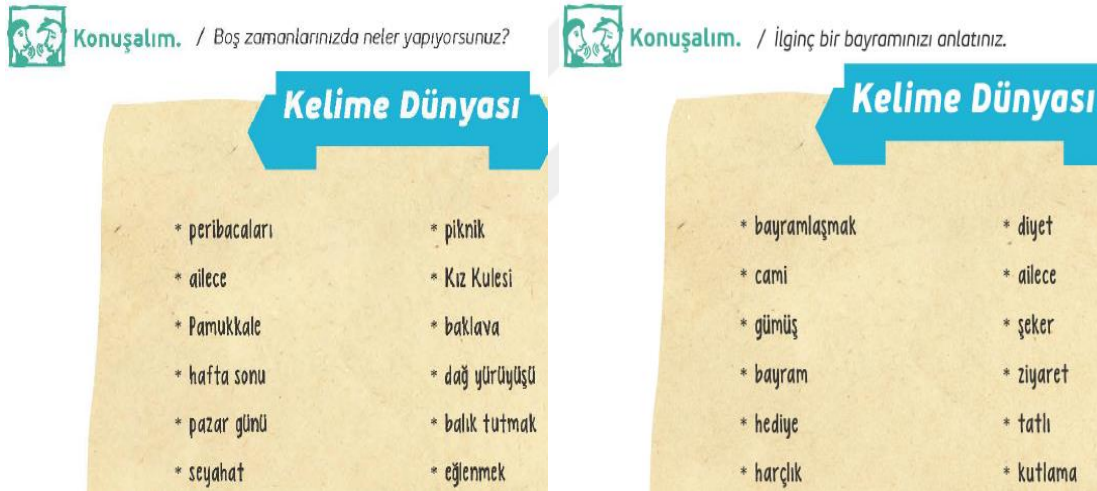 Konuşalım. / Boş zamanlarınızda neler yapıyorsunuz?
Kelime Dünyası
* peribacaları
* ailece
* Pamukkale
* hafta sonu
* pazar günü
* seyahat
* piknik
* Kız Kulesi
* baklava
* dağ yürüyüşü
* balık tutmak
* eğlenmek
Konuşalım. / İlginç bir bayramınızı anlatınız.
Kelime Dünyası
* bayramlaşmak
* cami
* gümüş
* bayram
* hediye
* harçlık
* diyet
* ailece
* şeker
* ziyaret
* tatlı
* kutlama